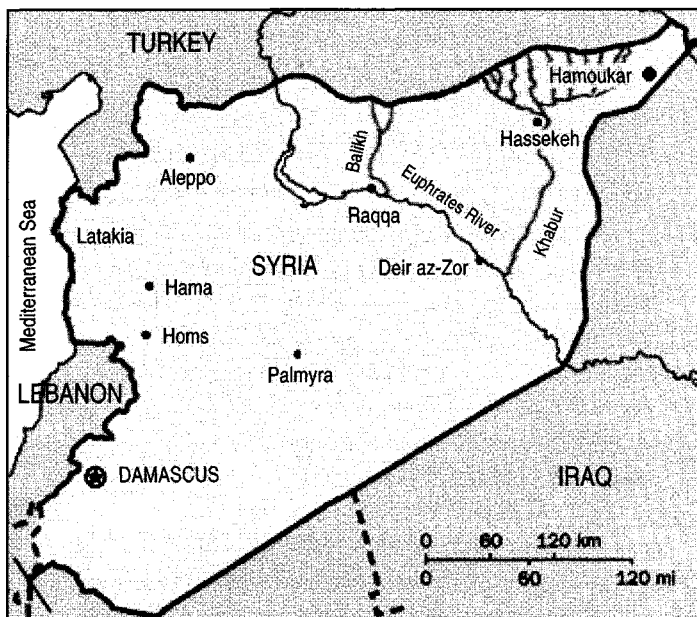 TURKEY
Hamoukar
Hassekeh
Balikh
Aleppo
Euphrates River
Raqqa
Khabur
Mediterranean Sea
Latakia
SYRIA
Deir az-Zor
Hama
Homs
Palmyra
LEBANON
DAMASCUS
IRAQ
0 60 120 km
0 60 120 mi